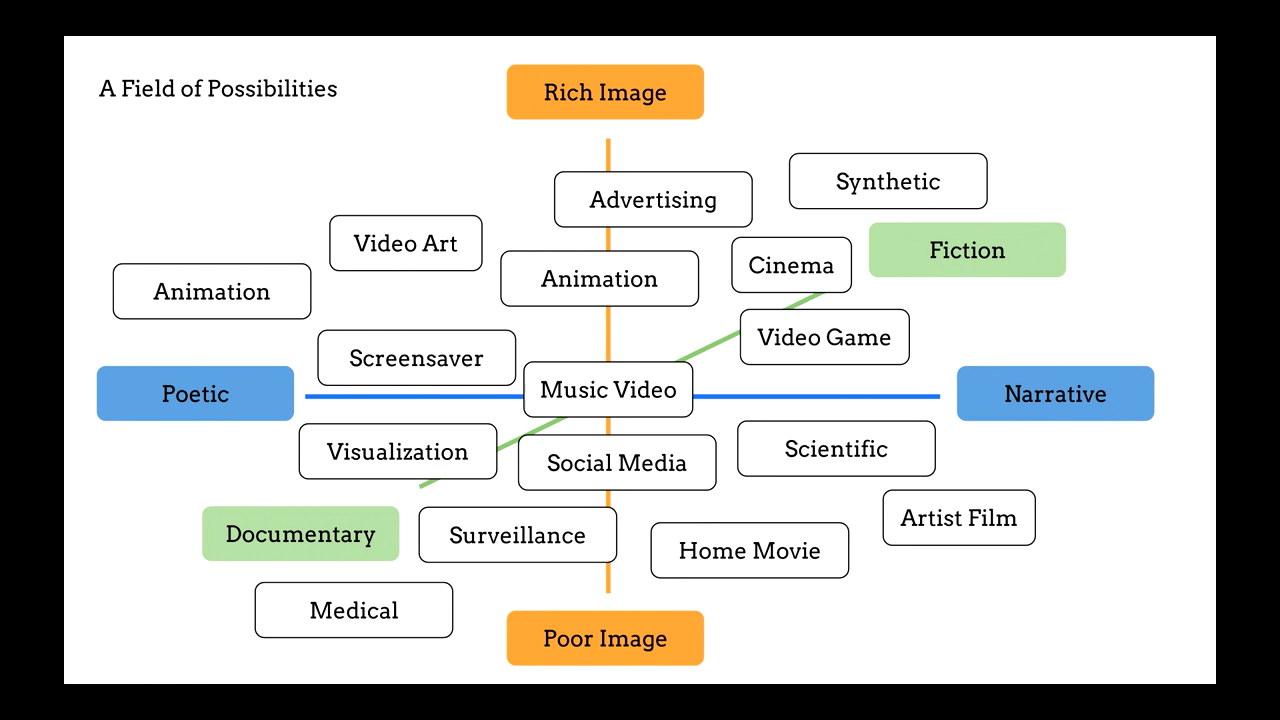 A Field of Possibilities
Rich Image
Synthetic
Advertising
Video Art
Fiction
Cinema
Animation
Animation
Video Game
Screensaver
Music Video
Poetic
Narrative
Scientific
Visualization
Social Media
Artist Film
Documentary
Surveillance
Home Movie
Medical
Poor Image